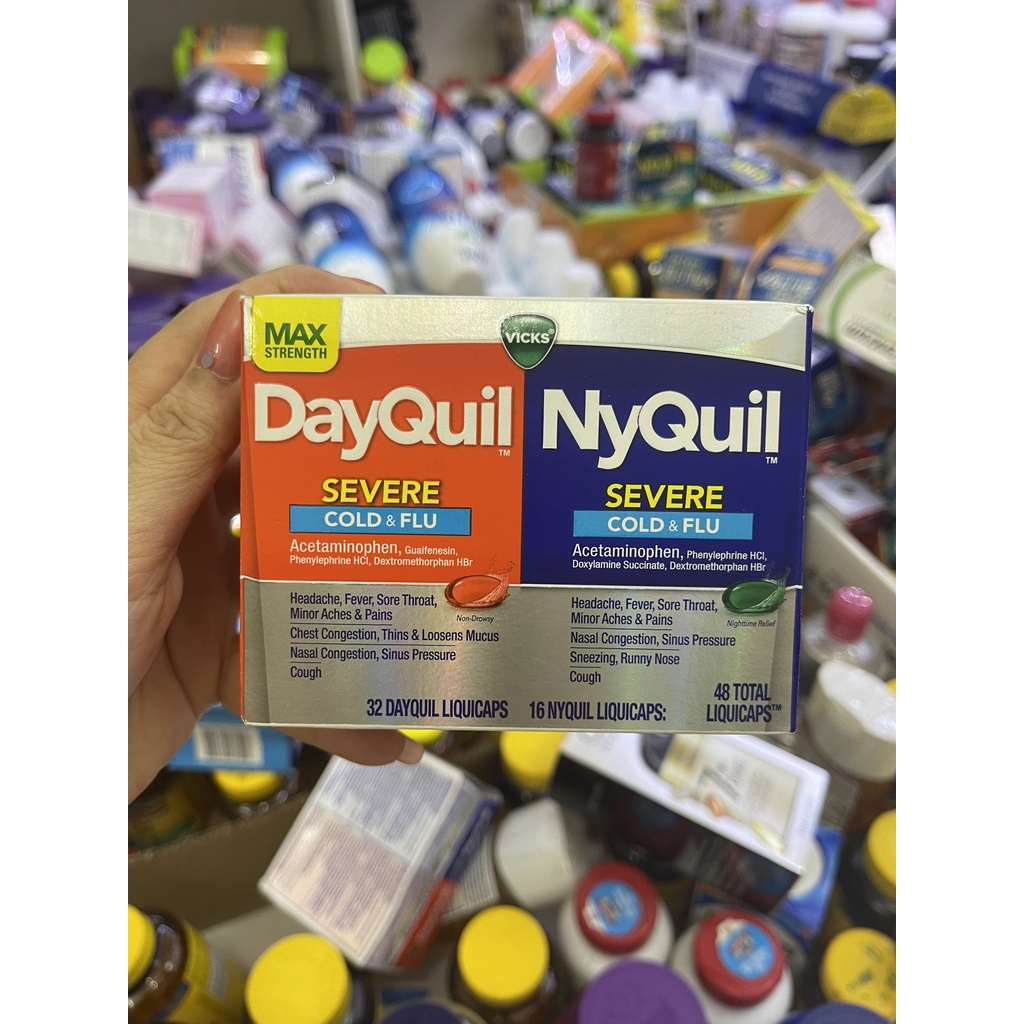 MAX
STRENGTH
VICKS®
DayQuil™
SEVERE
COLD & FLU
Acetaminophen, Guaifenesin,
Phenylephrine HCl, Dextromethorphan HBr
Headache, Fever, Sore Throat,
Minor Aches & Pains
Non-Drowsy
Chest Congestion, Thins & Loosens Mucus
Nasal Congestion, Sinus Pressure
Cough
32 DAYQUIL LIQUICAPS
NyQuil™
SEVERE
COLD & FLU
Acetaminophen, Phenylephrine HCl,
Doxylamine Succinate, Dextromethorphan HBr
Headache, Fever, Sore Throat,
Minor Aches & Pains
Nighttime Relief
Nasal Congestion, Sinus Pressure
Sneezing, Runny Nose
Cough
16 NYQUIL LIQUICAPS:
48 TOTAL
LIQUICAPS™